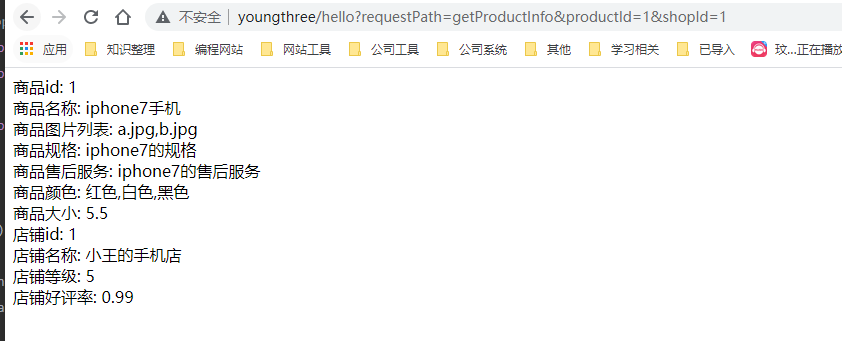 不安全 youngthree/hello?requestPath=getProductInfo&productId=1&shopId=1
应用 知识整理 编程网站 网站工具 公司工具 公司系统 其他 学习相关 已导入 玟...正在播放
商品id: 1
商品名称: iphone7手机
商品图片列表: a.jpg,b.jpg
商品规格: iphone7的规格
商品售后服务: iphone7的售后服务
商品颜色: 红色,白色,黑色
商品大小: 5.5
店铺id: 1
店铺名称: 小王的手机店
店铺等级: 5
店铺好评率: 0.99